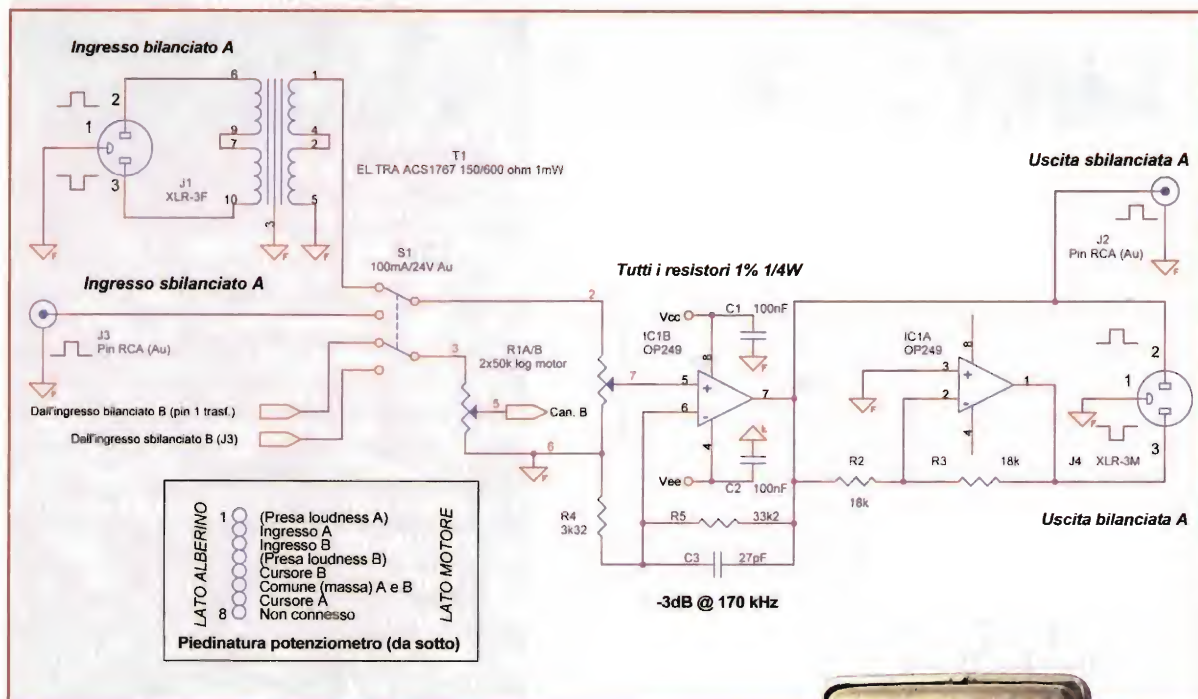 Ingresso bilanciato A
2
1
3
J1
XLR-3F
6
9
7
10
3
1
4
2
5
F
F
F
T1
EL.TRA ACS1767 150/600 ohm 1mW
Ingresso sbilanciato A
J3
Pin RCA (Au)
F
S1
100mA/24V Au
Dall'ingresso bilanciato B (pin 1 trasf.)
Dall'ingresso sbilanciato B (J3)
3
R1A/B
2x50k log motor
5
Can. B
6
F
2
7
Tutti i resistori 1% 1/4W
Vcc
C1
100nF
F
IC1B
OP249
8
5
6
7
4
Vee
C2
100nF
R4
3k32
R5
33k2
C3
27pF
-3dB @ 170 kHz
IC1A
OP249
8
3
2
1
4
F
R2
18k
R3
18k
Uscita sbilanciata A
J2
Pin RCA (Au)
F
2
1
3
F
J4
XLR-3M
Uscita bilanciata A
LATO ALBERINO
1 (Presa loudness A)
Ingresso A
Ingresso B
(Presa loudness B)
Cursore B
Comune (massa) A e B
Cursore A
8 Non connesso
LATO MOTORE
Piedinatura potenziometro (da sotto)